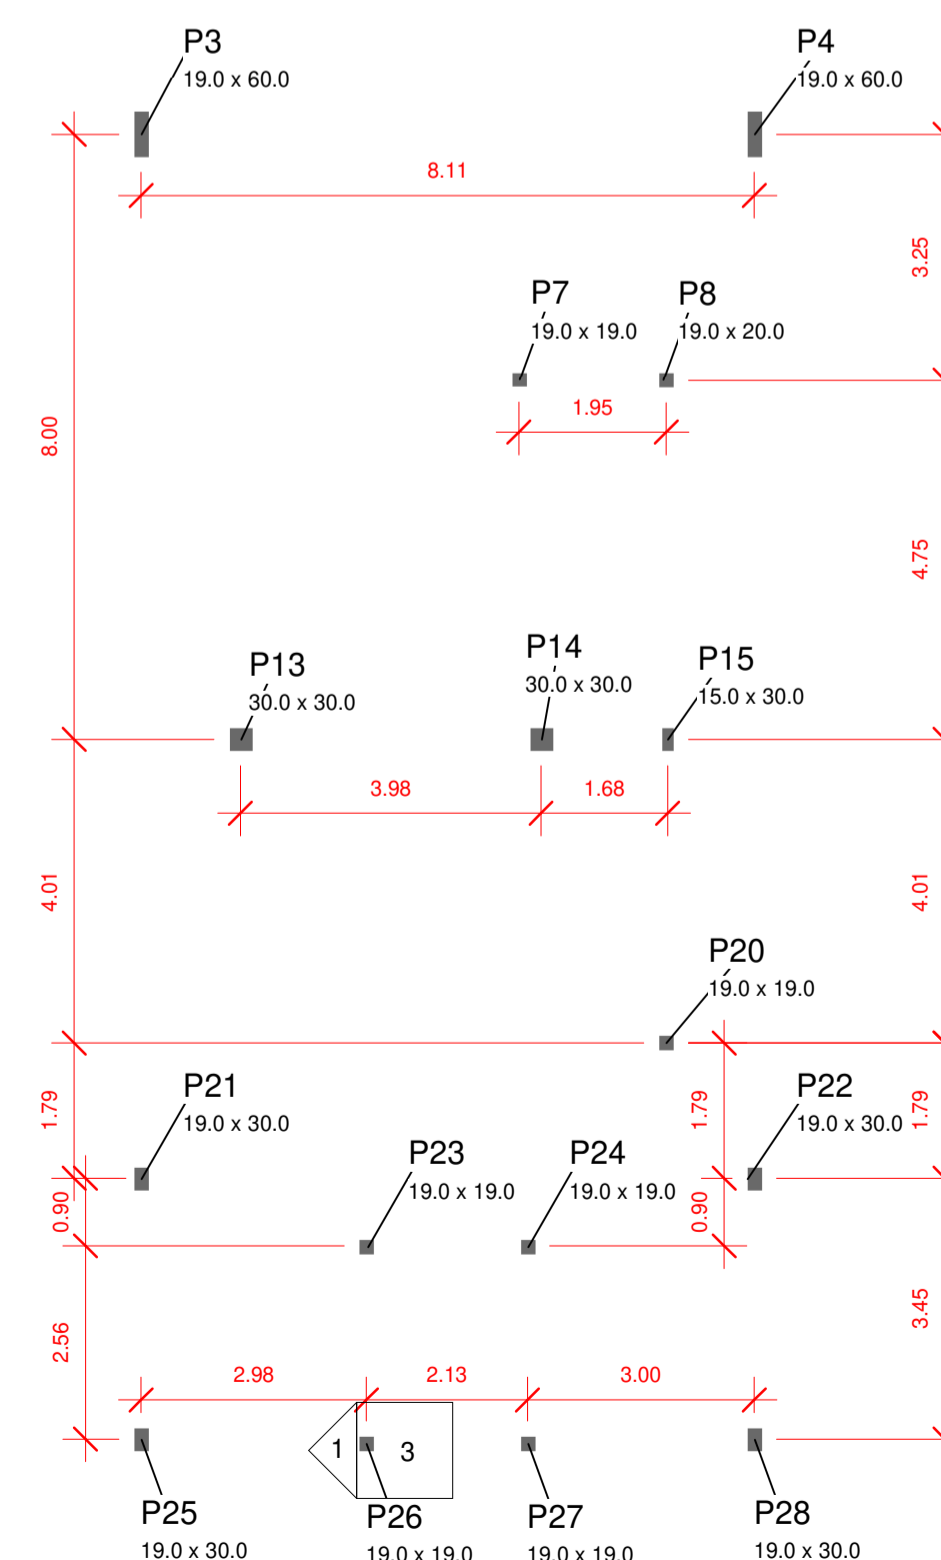 P3
19.0 x 60.0
P4
19.0 x 60.0
8.11
3.25
P7
19.0 x 19.0
P8
19.0 x 20.0
1.95
8.00
4.75
P13
30.0 x 30.0
P14
30.0 x 30.0
P15
15.0 x 30.0
3.98
1.68
4.01
4.01
P20
19.0 x 19.0
P21
19.0 x 30.0
P22
19.0 x 30.0
1.79
1.79
1.79
P23
19.0 x 19.0
P24
19.0 x 19.0
0.90
0.90
2.56
3.45
2.98
2.13
3.00
1
3
P25
19.0 x 30.0
P26
19.0 x 19.0
P27
19.0 x 19.0
P28
19.0 x 30.0